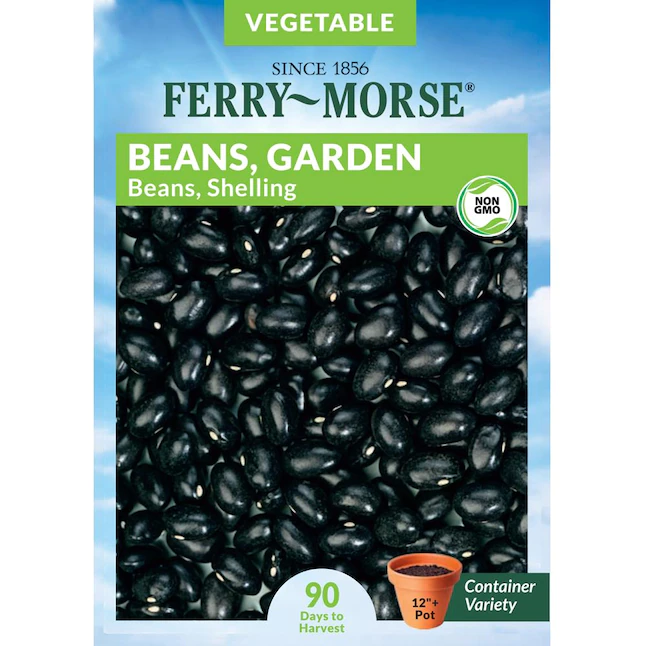 VEGETABLE
SINCE 1856
FERRY~MORSE®
BEANS, GARDEN
Beans, Shelling
NON
GMO
90
Days to
Harvest
12"+
Pot
Container
Variety